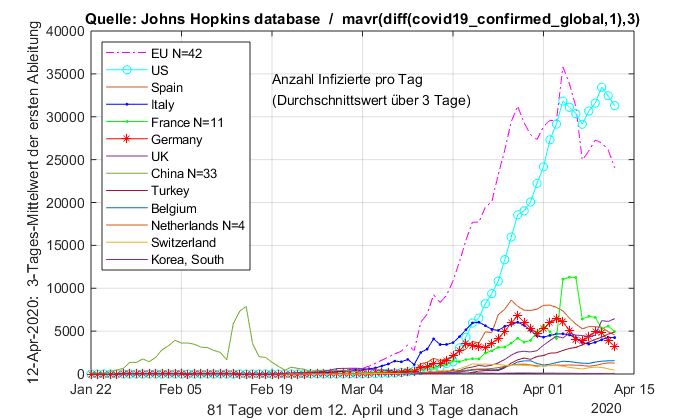 Quelle: Johns Hopkins database / mavr(diff(covid19_confirmed_global,1),3)
12-Apr-2020: 3-Tages-Mittelwert der ersten Ableitung
40000
35000
30000
25000
20000
15000
10000
5000
0
EU N=42
US
Spain
Italy
France N=11
Germany
UK
China N=33
Turkey
Belgium
Netherlands N=4
Switzerland
Korea, South
Anzahl Infizierte pro Tag
(Durchschnittswert über 3 Tage)
Jan 22 Feb 05 Feb 19 Mar 04 Mar 18 Apr 01 Apr 15
81 Tage vor dem 12. April und 3 Tage danach
2020